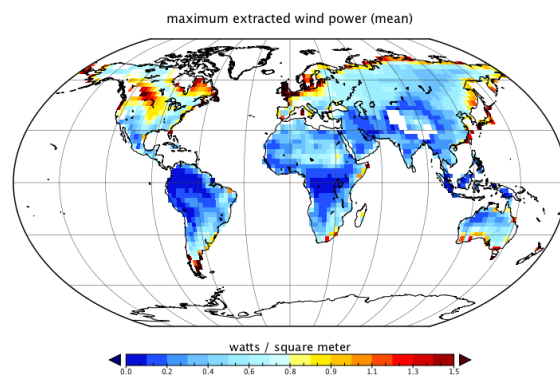 maximum extracted wind power (mean)
watts / square meter
0.0 0.2 0.4 0.6 0.8 0.9 1.1 1.3 1.5